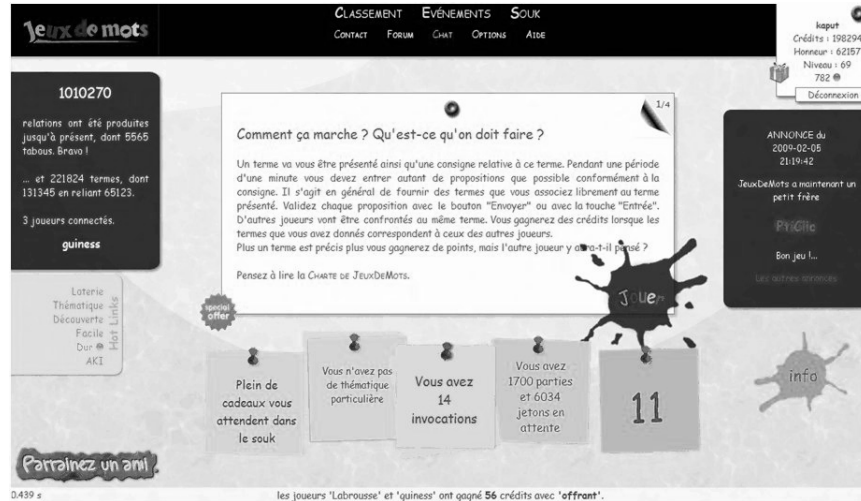 Jeux de mots
CLASSEMENT EVÉNEMENTS SOUK
CONTACT FORUM CHAT OPTIONS AIDE
kaput
Crédits : 198294
Honneur : 62157
Niveau : 69
782
Déconnexion
1010270
relations ont été produites
jusqu'à présent, dont 5565
tabous. Bravo !
... et 221824 termes, dont
131345 en reliant 65123.
3 joueurs connectés.
guiness
Loterie
Thématique
Découverte
Facile
Dur
AKI
Hot Links
1/4
Comment ça marche ? Qu'est-ce qu'on doit faire ?
Un terme va vous être présenté ainsi qu'une consigne relative à ce terme. Pendant une période
d'une minute vous devez entrer autant de propositions que possible conformément à la
consigne. Il s'agit en général de fournir des termes que vous associez librement au terme
présenté. Validez chaque proposition avec le bouton "Envoyer" ou avec la touche "Entrée".
D'autres joueurs vont être confrontés au même terme. Vous gagnerez des crédits lorsque les
termes que vous avez donnés correspondent à ceux des autres joueurs.
Plus un terme est précis plus vous gagnerez de points, mais l'autre joueur y aura-t-il pensé ?
Pensez à lire la CHARTE DE JEUXDEMOTS.
Jouer
special
offer
ANNONCE du
2009-02-05
21:19:42
JeuxDeMots a maintenant un
petit frère
PtiClic
Bon jeu !...
Les autres annonces
Plein de
cadeaux vous
attendent dans
le souk
Vous n'avez pas
de thématique
particulière
Vous avez
14
invocations
Vous avez
1700 parties
et 6034
jetons en
attente
11
info
Parrainez un ami
0.439 s
les joueurs 'Labrousse' et 'guiness' ont gagné 56 crédits avec 'offrant'.